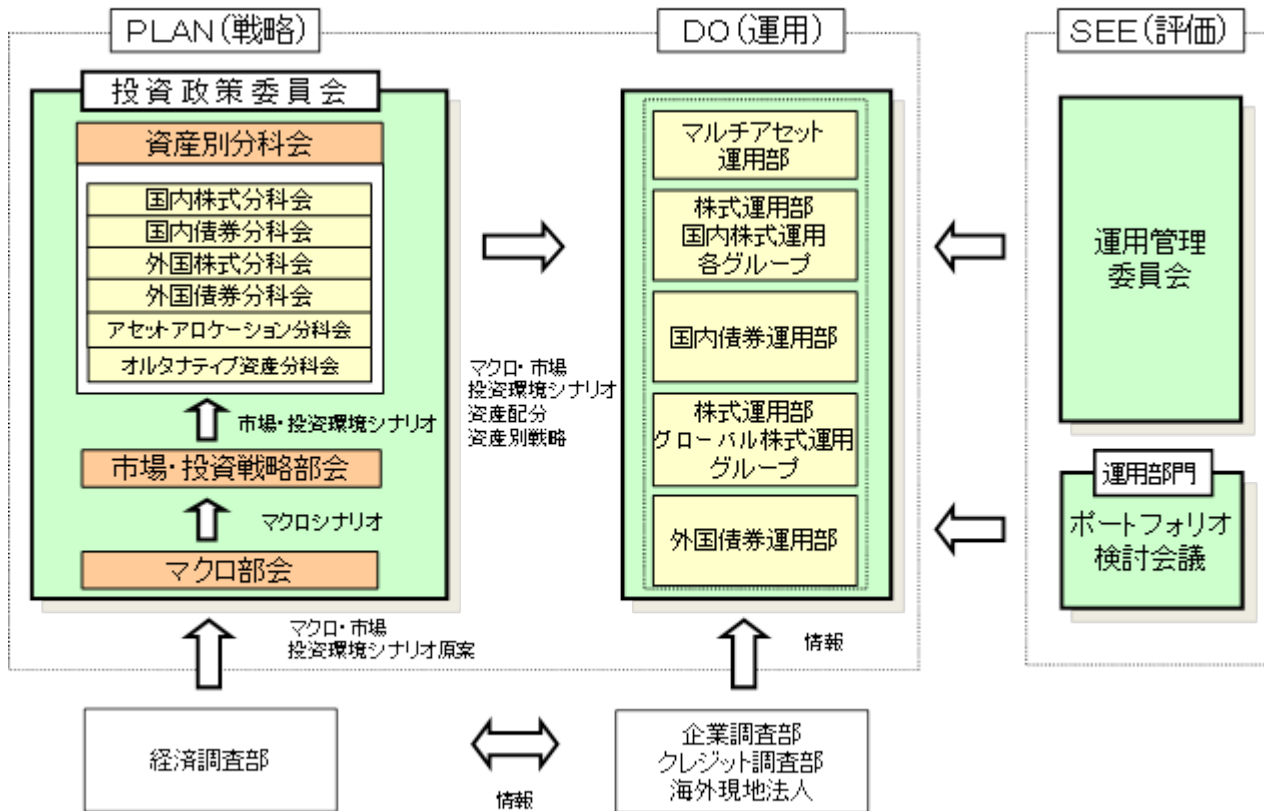 PLAN(戦略)
投資政策委員会
資産別分科会
国内株式分科会
国内債券分科会
外国株式分科会
外国債券分科会
アセットアロケーション分科会
オルタナティブ資産分科会
市場・投資環境シナリオ
市場・投資戦略部会
マクロシナリオ
マクロ部会
マクロ・市場
投資環境シナリオ原案
経済調査部
マクロ・市場
投資環境シナリオ
資産配分
資産別戦略
DO(運用)
マルチアセット
運用部
株式運用部
国内株式運用
各グループ
国内債券運用部
株式運用部
グローバル株式運用
グループ
外国債券運用部
情報
企業調査部
クレジット調査部
海外現地法人
情報
SEE(評価)
運用管理
委員会
運用部門
ポートフォリオ
検討会議